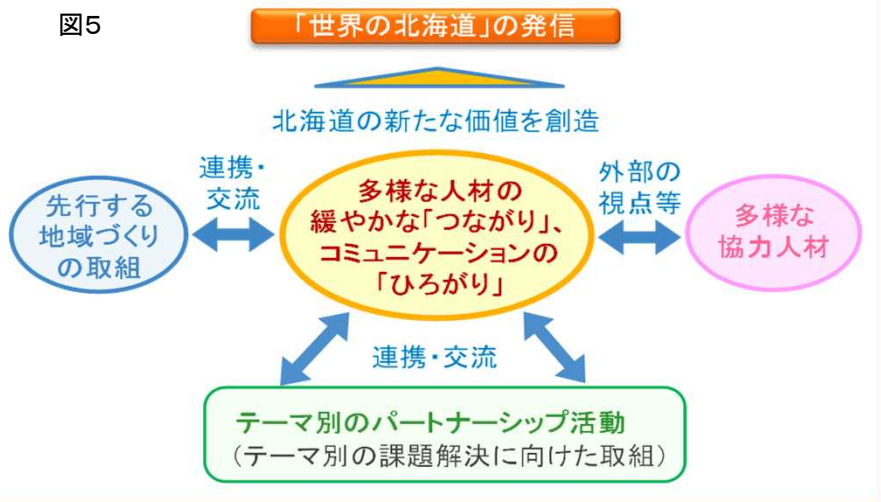 図5
「世界の北海道」の発信
北海道の新たな価値を創造
連携・
交流
外部の
視点等
先行する
地域づくり
の取組
多様な人材の
緩やかな「つながり」、
コミュニケーションの
「ひろがり」
多様な
協力人材
連携・交流
テーマ別のパートナーシップ活動
（テーマ別の課題解決に向けた取組）